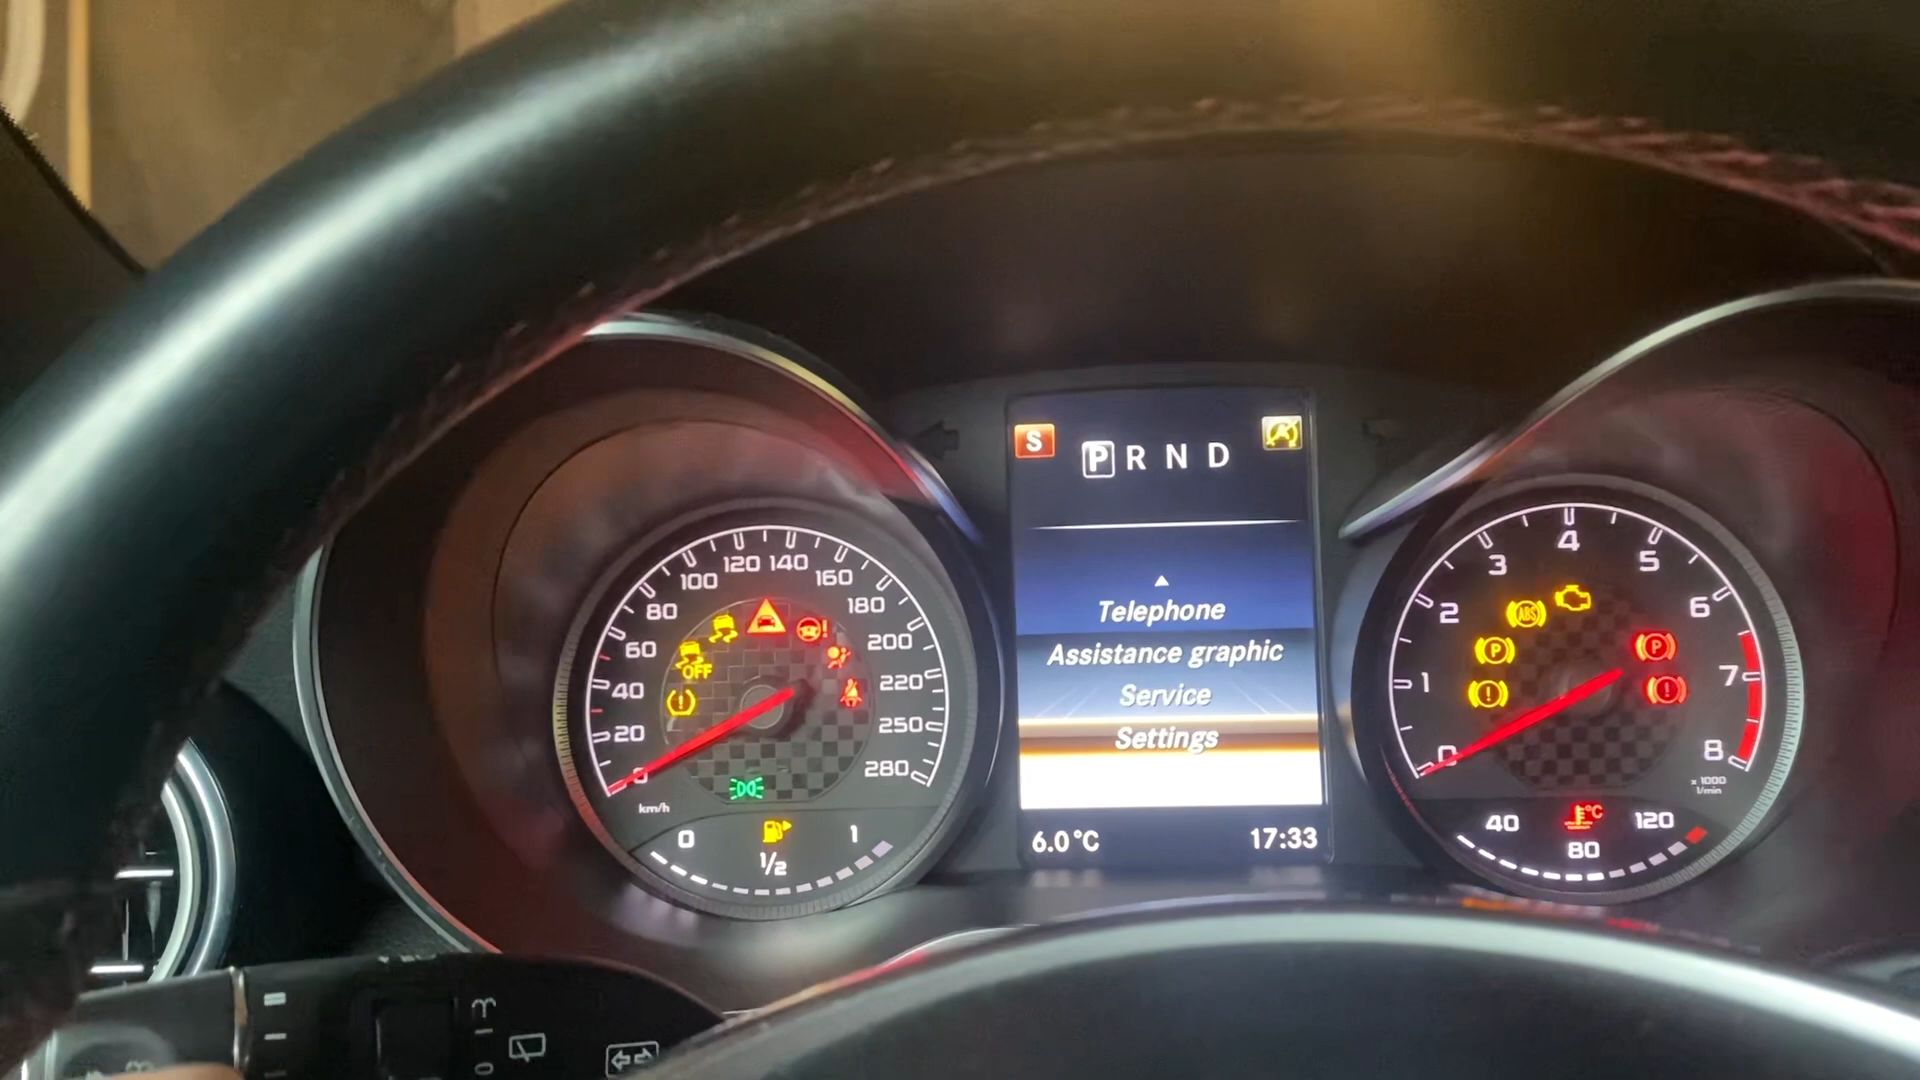 S
P R N D
A
Telephone
Assistance graphic
Service
Settings
6.0°C
17:33
0
20
40
60
80
100
120
140
160
180
200
220
250
280
km/h
OFF
0
1/2
1
0
1
2
3
4
5
6
7
8
x 1000
1/min
ABS
P
P
!
!
40
80
120
°C
0